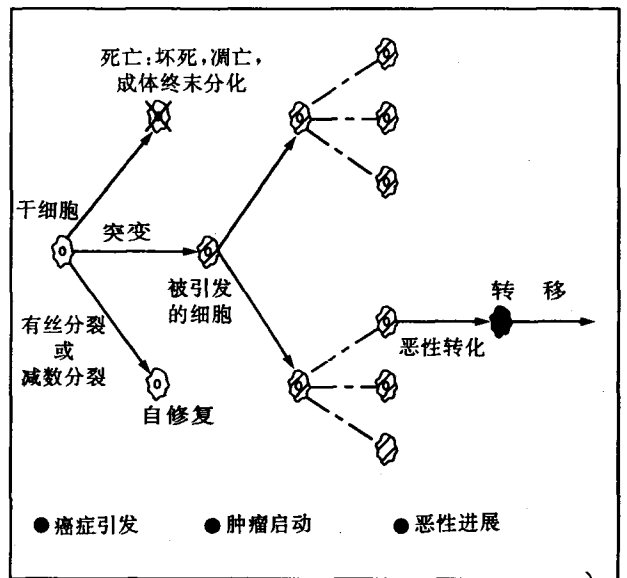 死亡:坏死,凋亡,
成体终末分化
干细胞
突变
被引发
的细胞
有丝分裂
或
减数分裂
自修复
转 移
恶性转化
●癌症引发 ●肿瘤启动 ●恶性进展